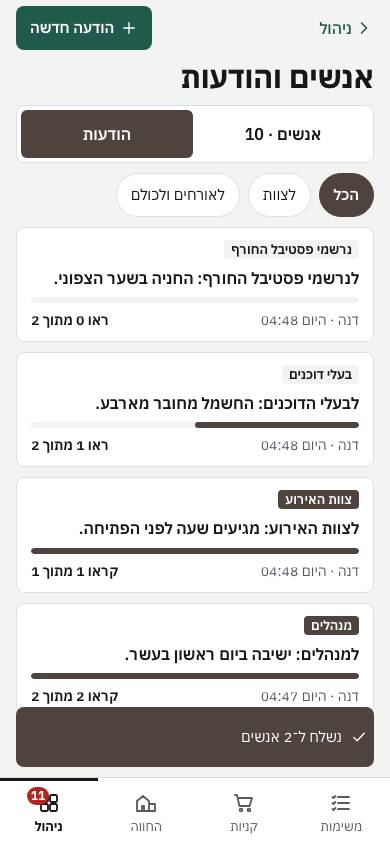 ניהול
הודעה חדשה
אנשים והודעות
אנשים · 10
הודעות
הכל
לצוות
לאורחים ולכולם
נרשמי פסטיבל החורף
לנרשמי פסטיבל החורף: החניה בשער הצפוני.
דנה · היום 04:48
ראו 0 מתוך 2
בעלי דוכנים
לבעלי הדוכנים: החשמל מחובר מארבע.
דנה · היום 04:48
ראו 1 מתוך 2
צוות האירוע
לצוות האירוע: מגיעים שעה לפני הפתיחה.
דנה · היום 04:48
קראו 1 מתוך 1
מנהלים
למנהלים: ישיבה ביום ראשון בעשר.
דנה · היום 04:47
קראו 2 מתוך 2
נשלח ל־2 אנשים
משימות
קניות
החווה
11
ניהול